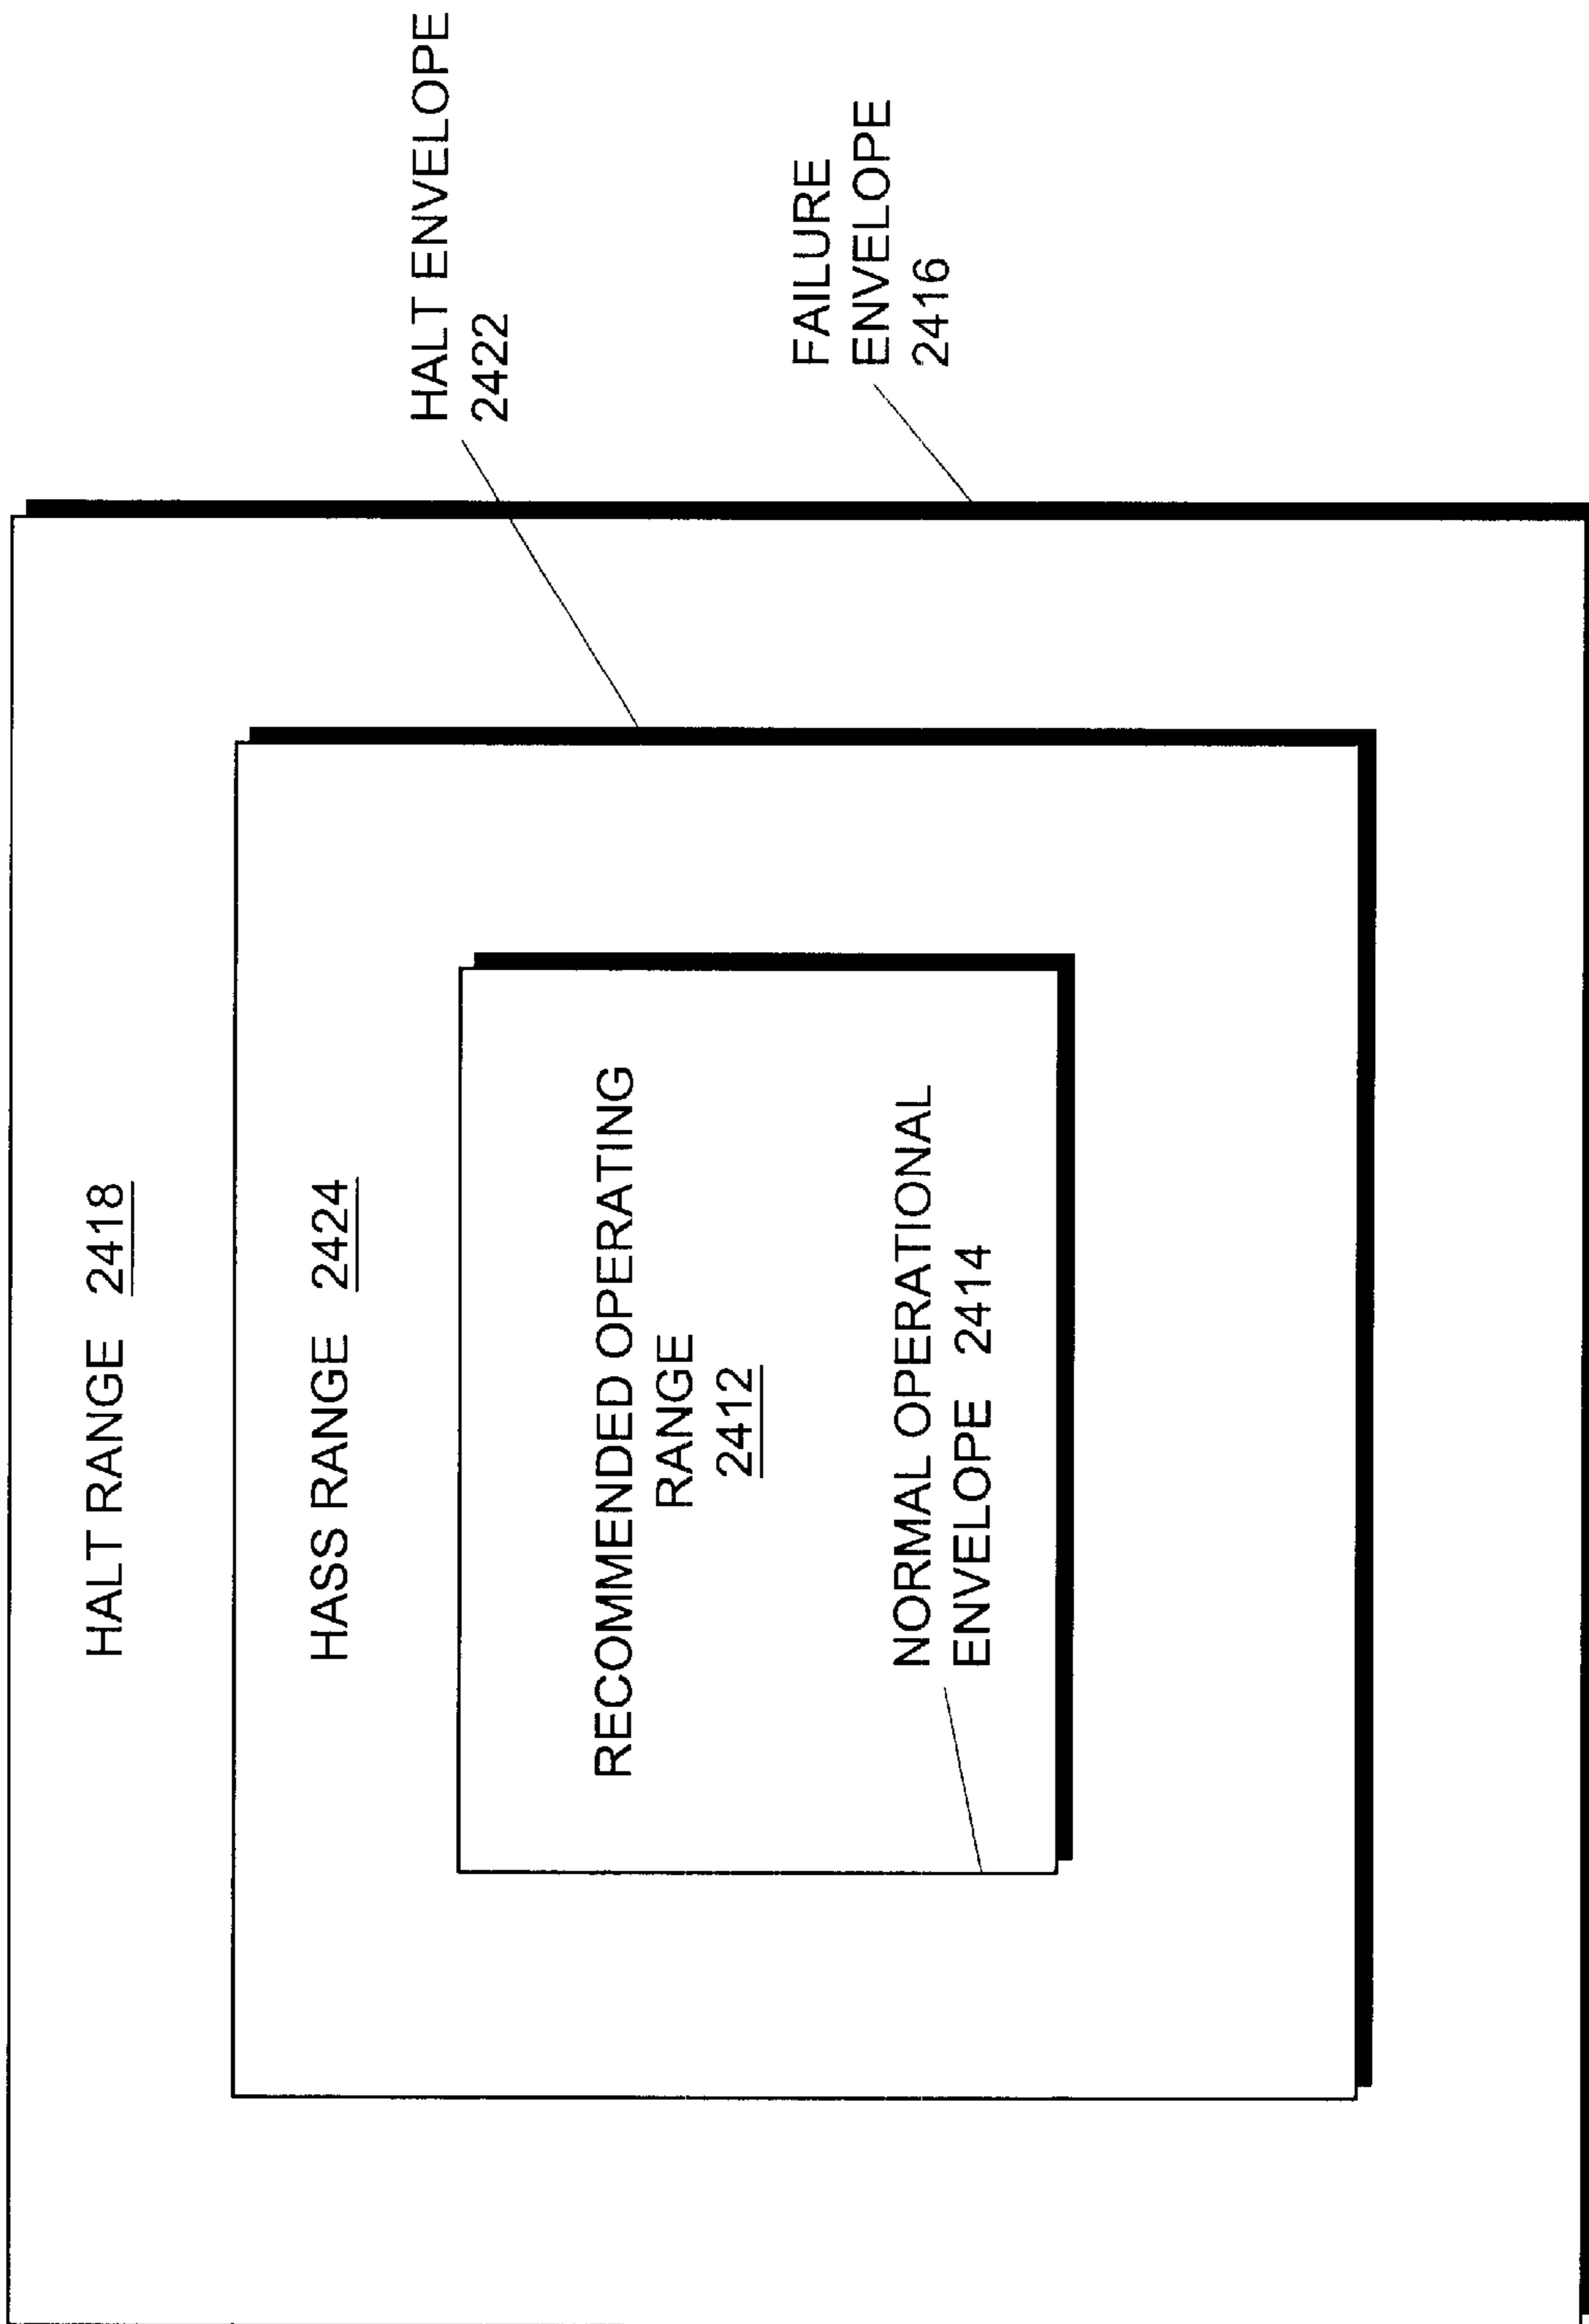 HALT RANGE 2418
HASS RANGE 2424
HALT ENVELOPE
2422
RECOMMENDED OPERATING
RANGE
2412
FAILURE
ENVELOPE
2416
NORMAL OPERATIONAL
ENVELOPE 2414